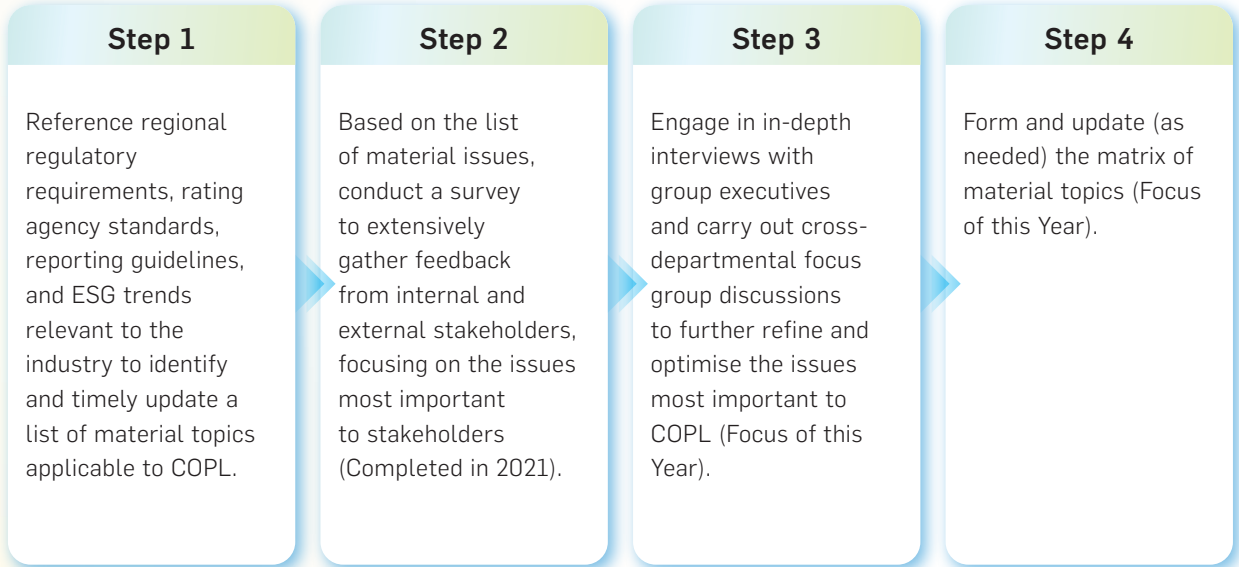 Step 1
Reference regional
regulatory
requirements, rating
agency standards,
reporting guidelines,
and ESG trends
relevant to the
industry to identify
and timely update a
list of material topics
applicable to COPL.
Step 2
Based on the list
of material issues,
conduct a survey
to extensively
gather feedback
from internal and
external stakeholders,
focusing on the issues
most important
to stakeholders
(Completed in 2021).
Step 3
Engage in in-depth
interviews with
group executives
and carry out cross-
departmental focus
group discussions
to further refine and
optimise the issues
most important to
COPL (Focus of this
Year).
Step 4
Form and update (as
needed) the matrix of
material topics (Focus
of this Year).